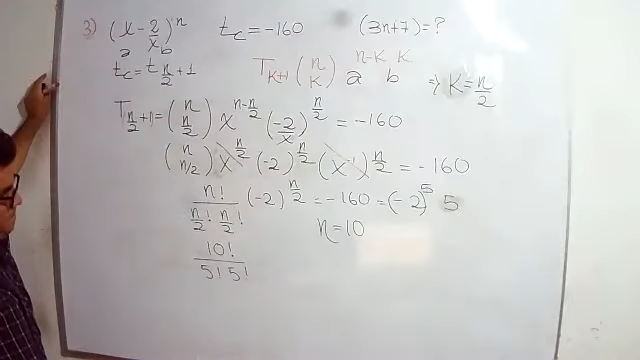 3) (x - 2/x)^n   t_c = -160   (3n+7) = ?
a   b
t_c = t_{n/2 + 1}   T_{k+1} (n k) a^{n-k} b^k   ⇒ k = n/2
T_{n/2 + 1} = (n n/2) x^{n - n/2} (-2/x)^{n/2} = -160
(n n/2) x^{n/2} (-2)^{n/2} (x^{-1})^{n/2} = -160
n!/(n/2! n/2!) (-2)^{n/2} = -160 = (-2)^5 5
n = 10
10!/(5! 5!)